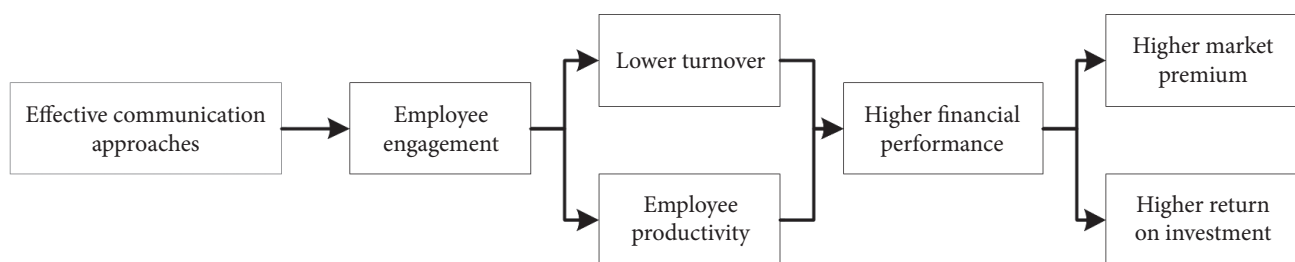 Effective communication
approaches
Employee
engagement
Lower turnover
Employee
productivity
Higher financial
performance
Higher market
premium
Higher return
on investment